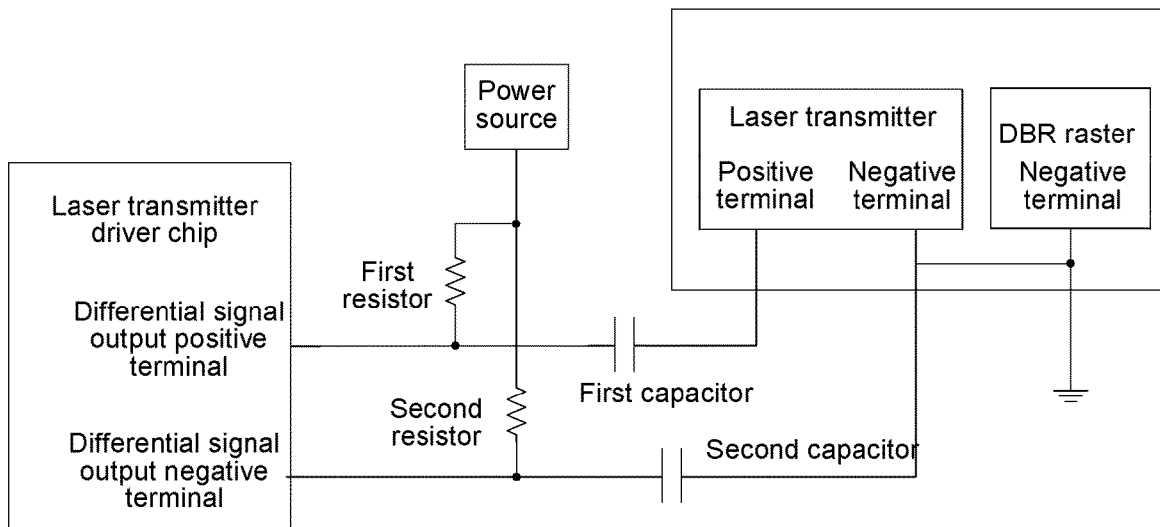 Power
source
Laser transmitter
Positive
terminal
Negative
terminal
DBR raster
Negative
terminal
Laser transmitter
driver chip
First
resistor
Differential signal
output positive
terminal
First capacitor
Second
resistor
Second capacitor
Differential signal
output negative
terminal